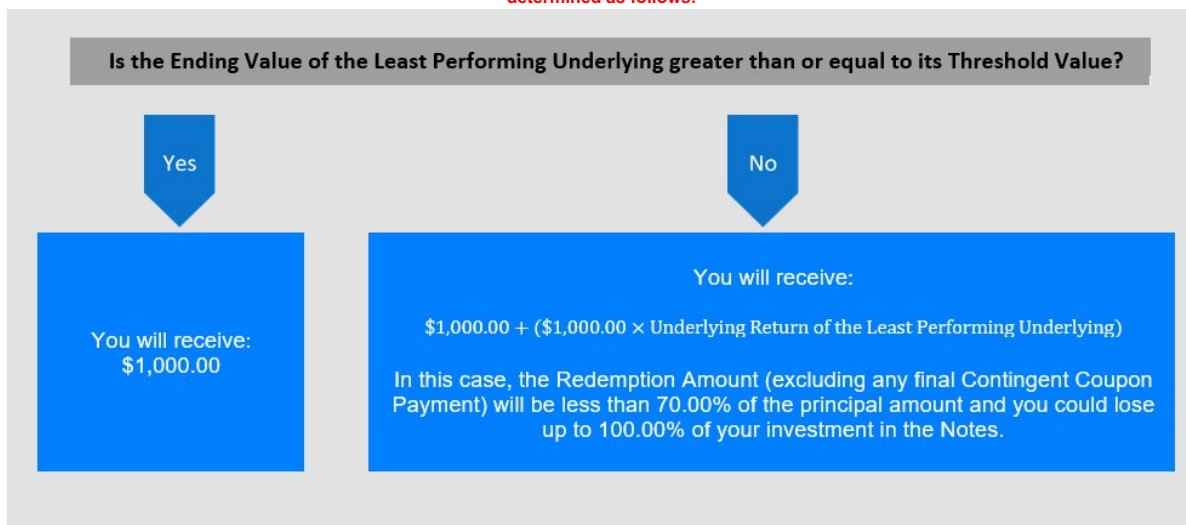 determined as follows:
Is the Ending Value of the Least Performing Underlying greater than or equal to its Threshold Value?
Yes
No
You will receive:
$1,000.00
You will receive:
$1,000.00 + ($1,000.00 × Underlying Return of the Least Performing Underlying)
In this case, the Redemption Amount (excluding any final Contingent Coupon
Payment) will be less than 70.00% of the principal amount and you could lose
up to 100.00% of your investment in the Notes.